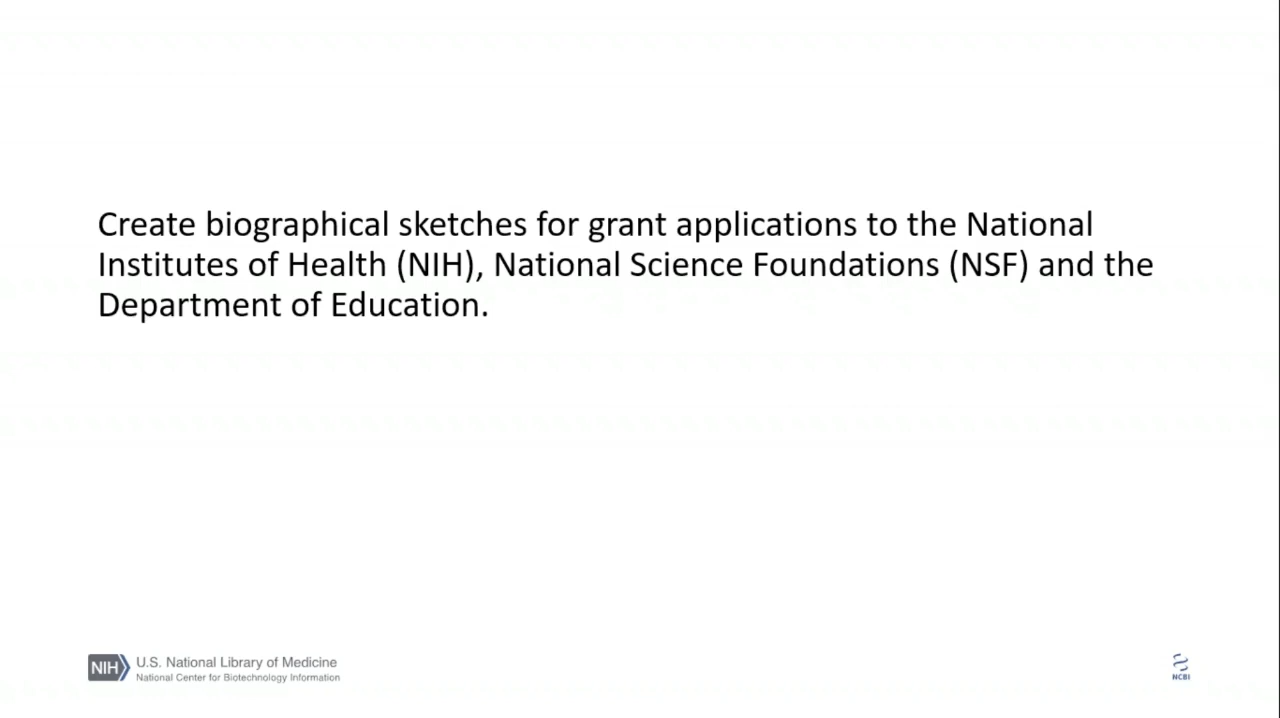 Create biographical sketches for grant applications to the National
Institutes of Health (NIH), National Science Foundations (NSF) and the
Department of Education.
NIH
U.S. National Library of Medicine
National Center for Biotechnology Information
NCBI